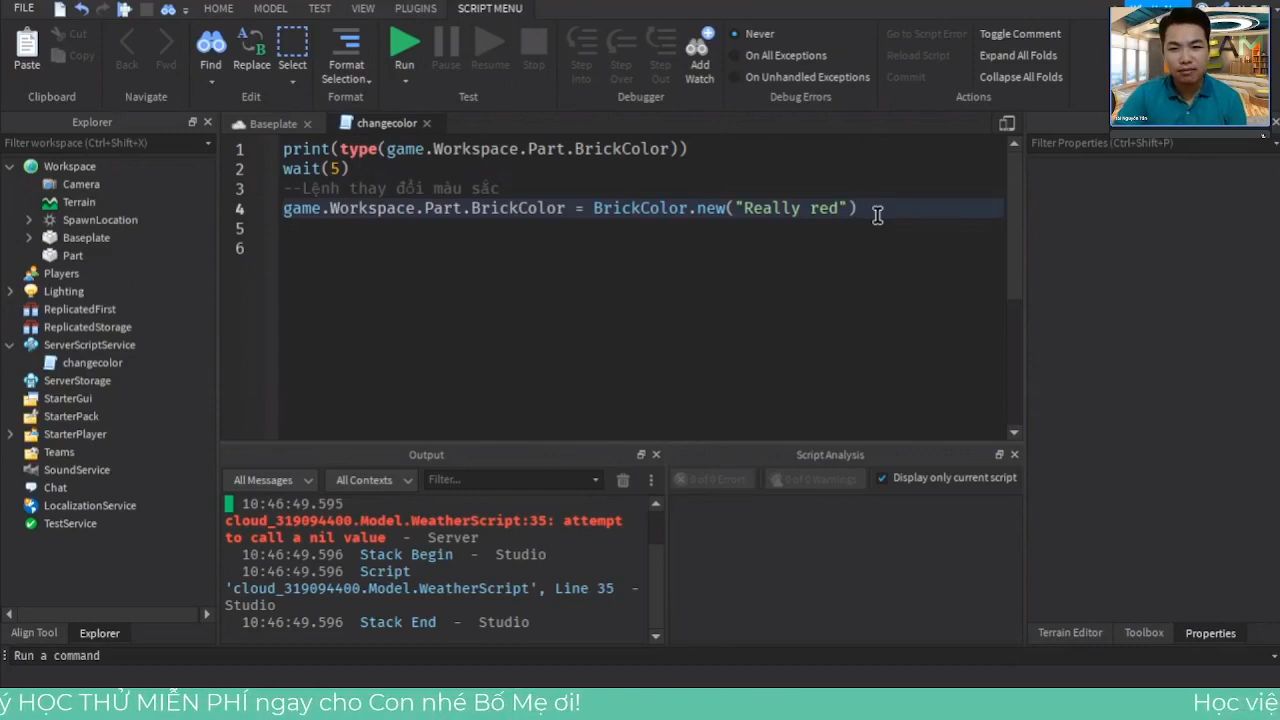 FILE HOME MODEL TEST VIEW PLUGINS SCRIPT MENU
Paste Cut Copy Back Fwd Find Replace Select Format Selection Run Pause Resume Stop Step Into Step Over Step Out Add Watch
Never
On All Exceptions
On Unhandled Exceptions
Go to Script Error
Reload Script
Commit
Toggle Comment
Expand All Folds
Collapse All Folds
Clipboard Navigate Edit Format Test Debugger Debug Errors Actions
Explorer
Filter workspace (Ctrl+Shift+X)
Workspace
Camera
Terrain
SpawnLocation
Baseplate
Part
Players
Lighting
ReplicatedFirst
ReplicatedStorage
ServerScriptService
changecolor
ServerStorage
StarterGui
StarterPack
StarterPlayer
Teams
SoundService
Chat
LocalizationService
TestService
Align Tool Explorer
Baseplate changecolor
1 print(type(game.Workspace.Part.BrickColor))
2 wait(5)
3 --Lệnh thay đổi màu sắc
4 game.Workspace.Part.BrickColor = BrickColor.new("Really red")
5
6
Output
All Messages All Contexts Filter...
10:46:49.595
cloud_319094400.Model.WeatherScript:35: attempt
to call a nil value - Server
10:46:49.596 Stack Begin - Studio
10:46:49.596 Script
'cloud_319094400.Model.WeatherScript', Line 35 -
Studio
10:46:49.596 Stack End - Studio
Script Analysis
0 of 0 Errors 0 of 0 Warnings Display only current script
Filter Properties (Ctrl+Shift+P)
Terrain Editor Toolbox Properties
Run a command
ý HỌC THỬ MIỄN PHÍ ngay cho Con nhé Bố Mẹ ơi! Học việ